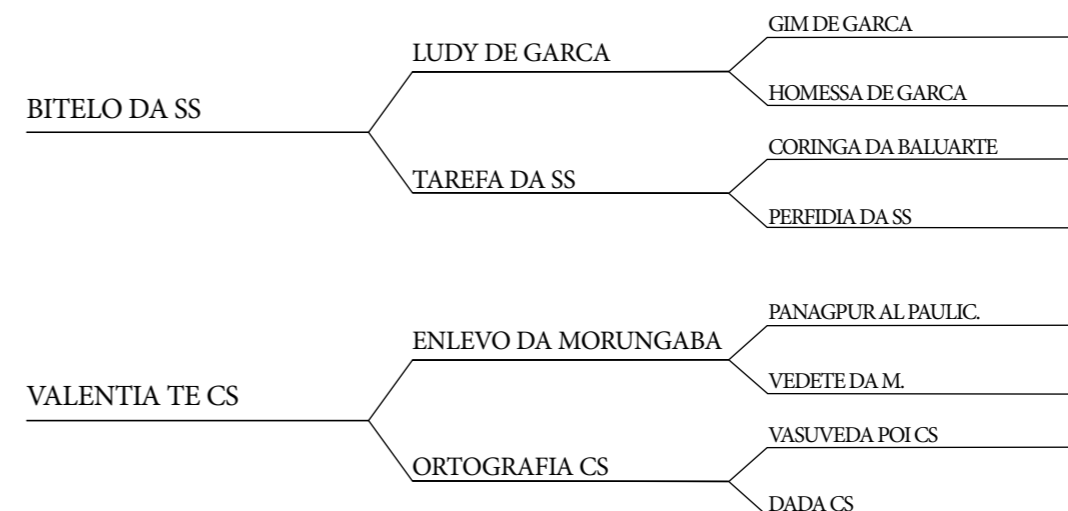 GIM DE GARCA
LUDY DE GARCA
HOMESSA DE GARCA
BITELO DA SS
CORINGA DA BALUARTE
TAREFA DA SS
PERFIDIA DA SS
PANAGPUR AL PAULIC.
ENLEVO DA MORUNGABA
VEDETE DA M.
VALENTIA TE CS
VASUVEDA POI CS
ORTOGRAFIA CS
DADA CS